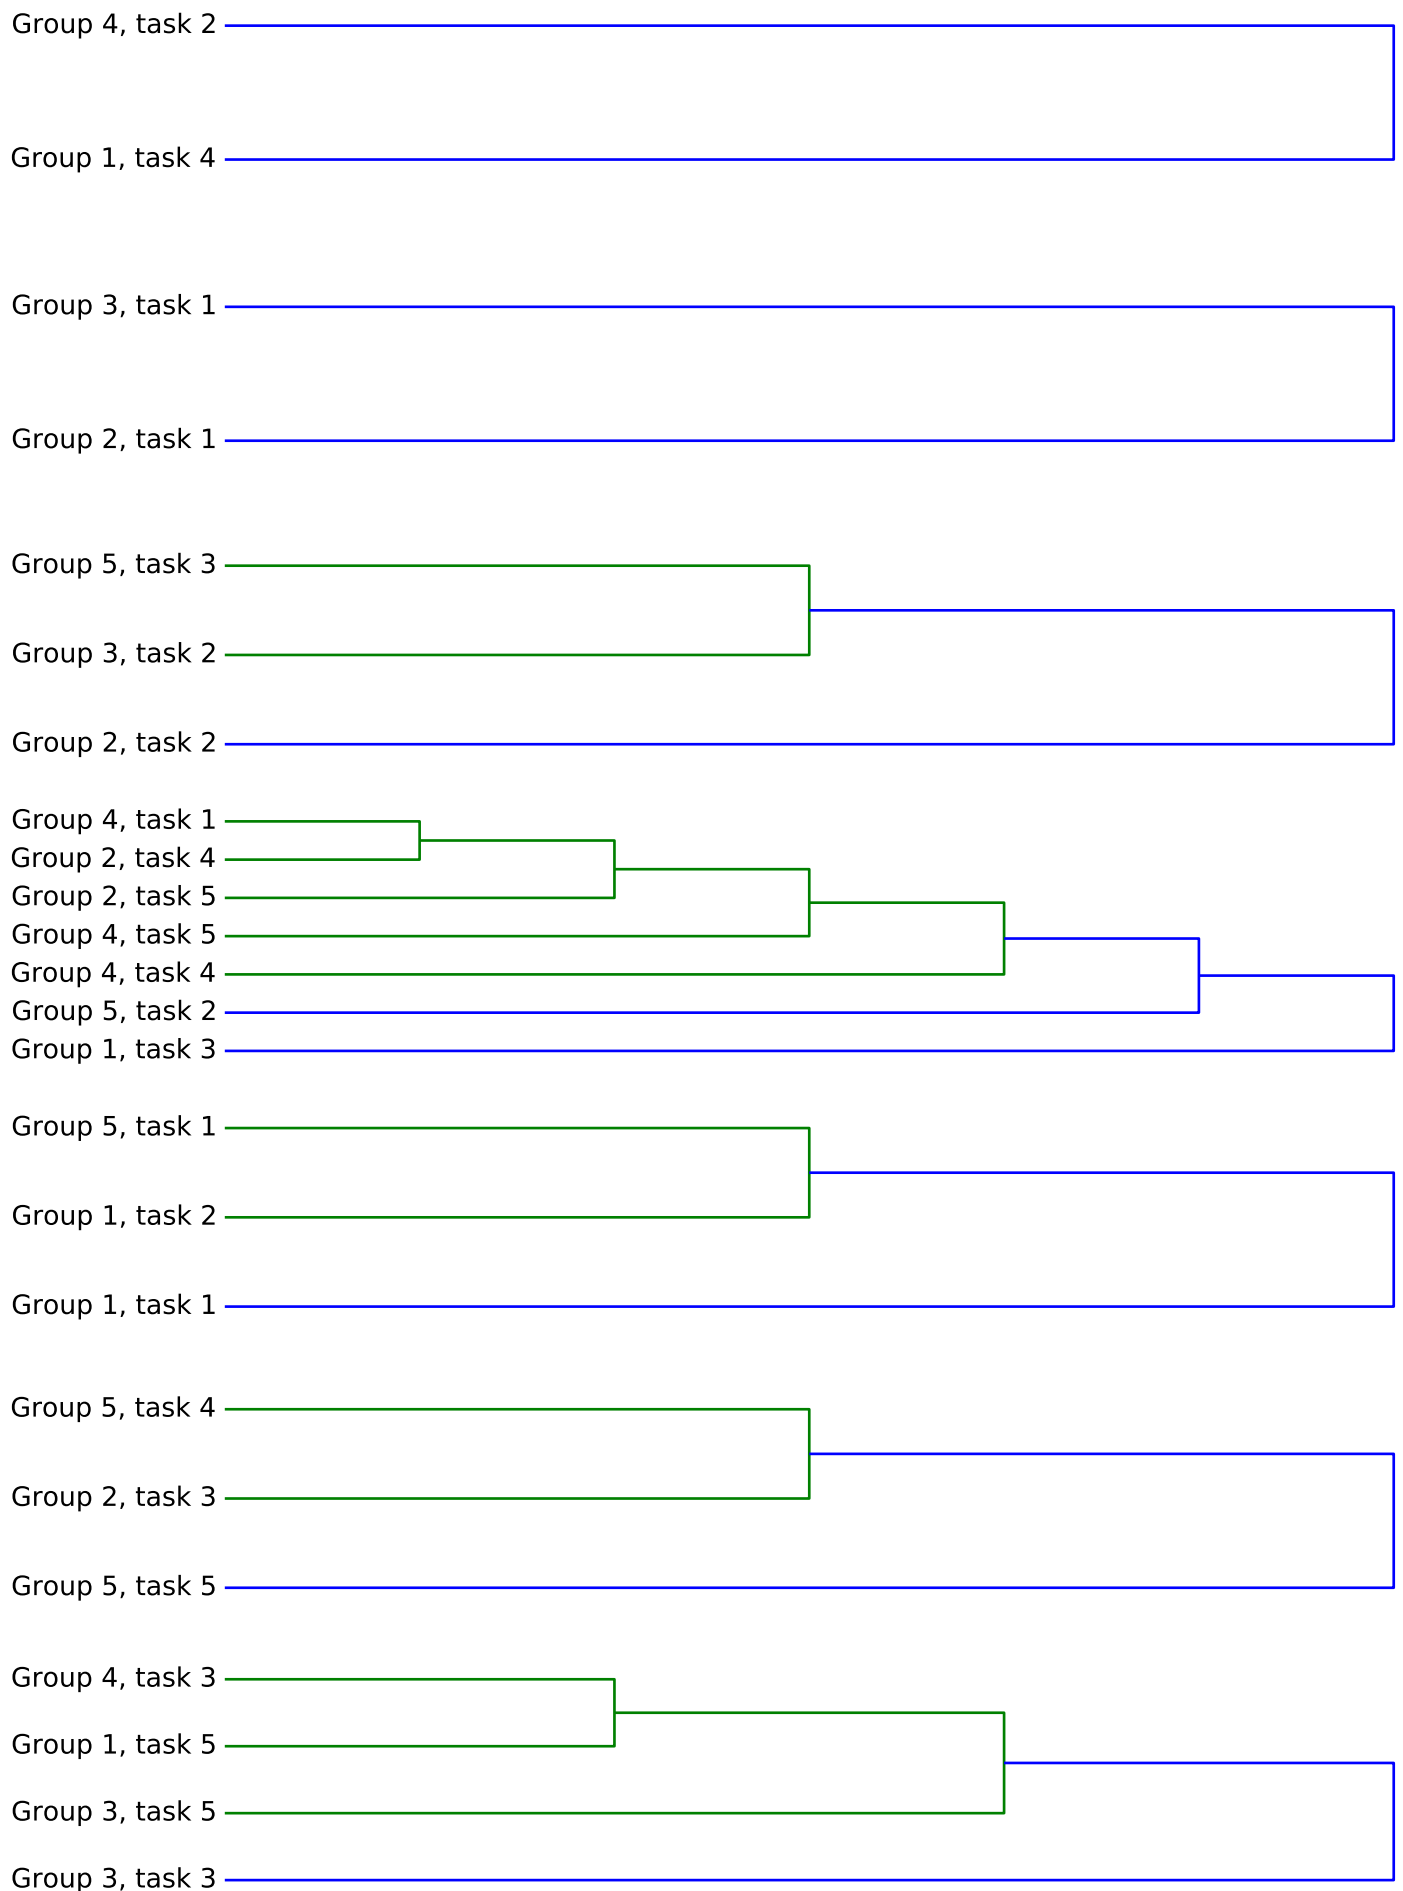 Group 4, task 2
Group 1, task 4
Group 3, task 1
Group 2, task 1
Group 5, task 3
Group 3, task 2
Group 2, task 2
Group 4, task 1
Group 2, task 4
Group 2, task 5
Group 4, task 5
Group 4, task 4
Group 5, task 2
Group 1, task 3
Group 5, task 1
Group 1, task 2
Group 1, task 1
Group 5, task 4
Group 2, task 3
Group 5, task 5
Group 4, task 3
Group 1, task 5
Group 3, task 5
Group 3, task 3